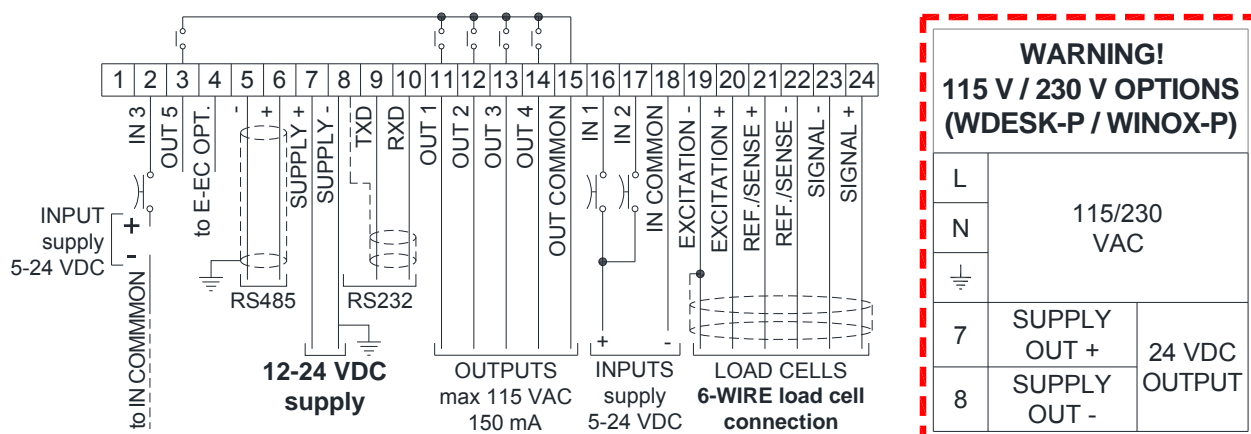 1 2 3 4 5 6 7 8 9 10 11 12 13 14 15 16 17 18 19 20 21 22 23 24
IN 3
OUT 5
to E-EC OPT.
-
+
SUPPLY +
SUPPLY -
TXD
RXD
OUT 1
OUT 2
OUT 3
OUT 4
OUT COMMON
IN 1
IN 2
IN COMMON
EXCITATION -
EXCITATION +
REF./SENSE +
REF./SENSE -
SIGNAL -
SIGNAL +
INPUT
supply
5-24 VDC
+
-
to IN COMMMON
RS485
RS232
12-24 VDC
supply
OUTPUTS
max 115 VAC
150 mA
+ -
INPUTS
supply
5-24 VDC
LOAD CELLS
6-WIRE load cell
connection
WARNING!
115 V / 230 V OPTIONS
(WDESK-P / WINOX-P)
L
N
115/230
VAC
7
SUPPLY
OUT +
8
SUPPLY
OUT -
24 VDC
OUTPUT